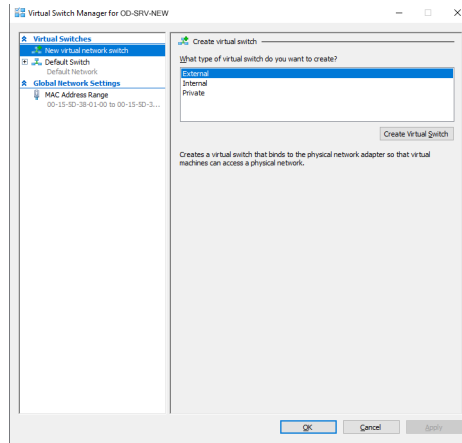 Virtual Switch Manager for OD-SRV-NEW
Virtual Switches
New virtual network switch
Default Switch
Default Network
Global Network Settings
MAC Address Range
00-15-5D-38-01-00 to 00-15-5D-3...
Create virtual switch
What type of virtual switch do you want to create?
External
Internal
Private
Create Virtual Switch
Creates a virtual switch that binds to the physical network adapter so that virtual
machines can access a physical network.
OK
Cancel
Apply